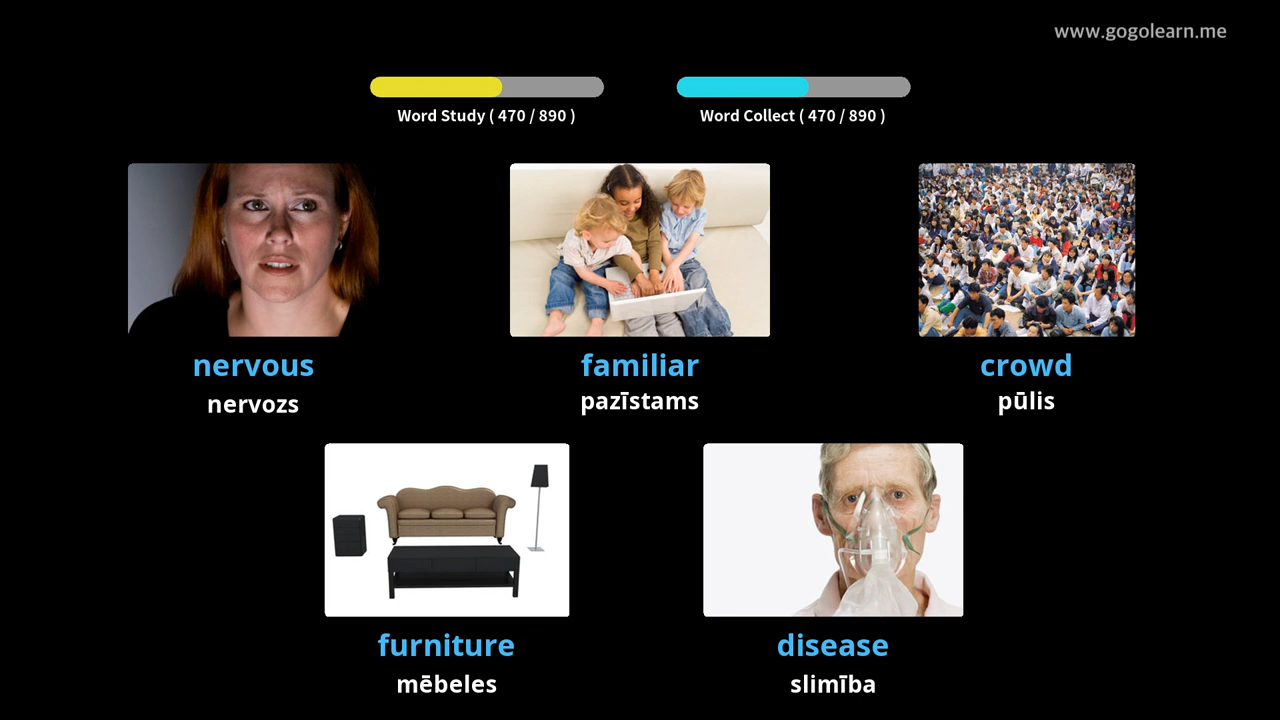 www.gogolearn.me
Word Study ( 470 / 890 )
Word Collect ( 470 / 890 )
nervous
nervozs
familiar
pazīstams
crowd
pūlis
furniture
mēbeles
disease
slimība